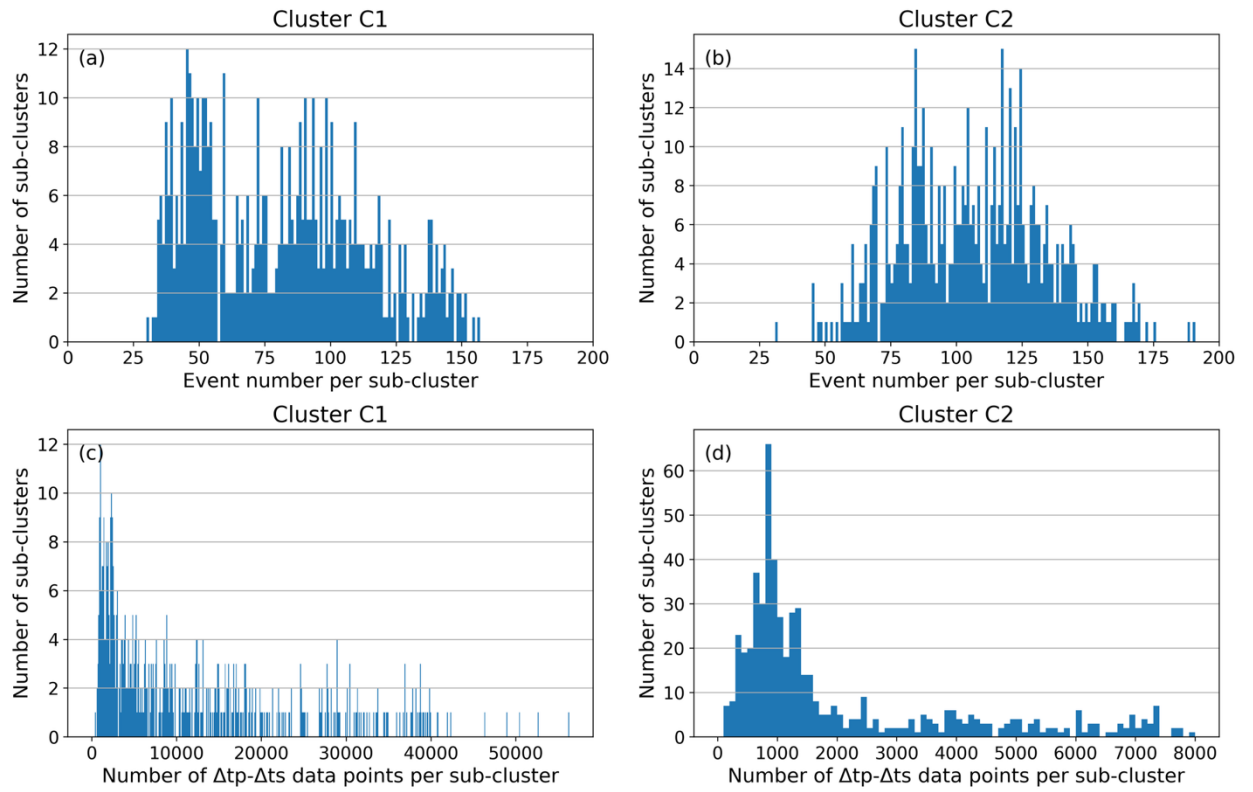 Cluster C1
(a)
Number of sub-clusters
12
10
8
6
4
2
0
0 25 50 75 100 125 150 175 200
Event number per sub-cluster
Cluster C2
(b)
Number of sub-clusters
14
12
10
8
6
4
2
0
0 25 50 75 100 125 150 175 200
Event number per sub-cluster
Cluster C1
(c)
Number of sub-clusters
12
10
8
6
4
2
0
0 10000 20000 30000 40000 50000
Number of Δtp-Δts data points per sub-cluster
Cluster C2
(d)
Number of sub-clusters
60
50
40
30
20
10
0
0 1000 2000 3000 4000 5000 6000 7000 8000
Number of Δtp-Δts data points per sub-cluster